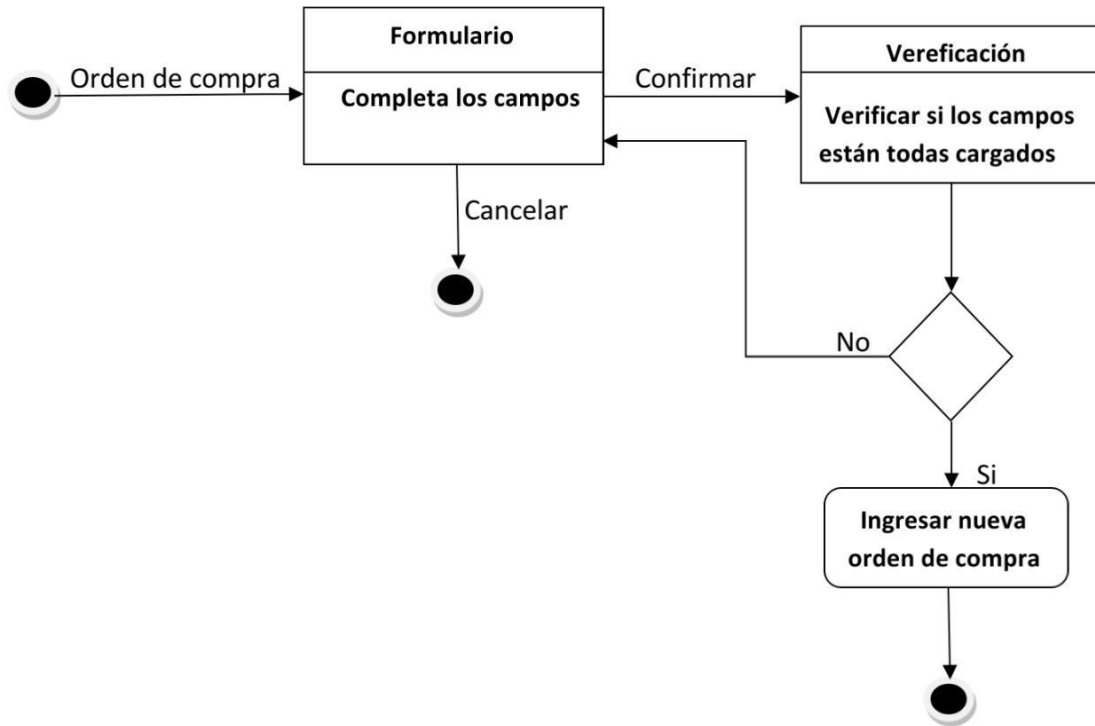 Orden de compra
Formulario
Completa los campos
Confirmar
Vereficación
Verificar si los campos
están todas cargados
Cancelar
No
Si
Ingresar nueva
orden de compra